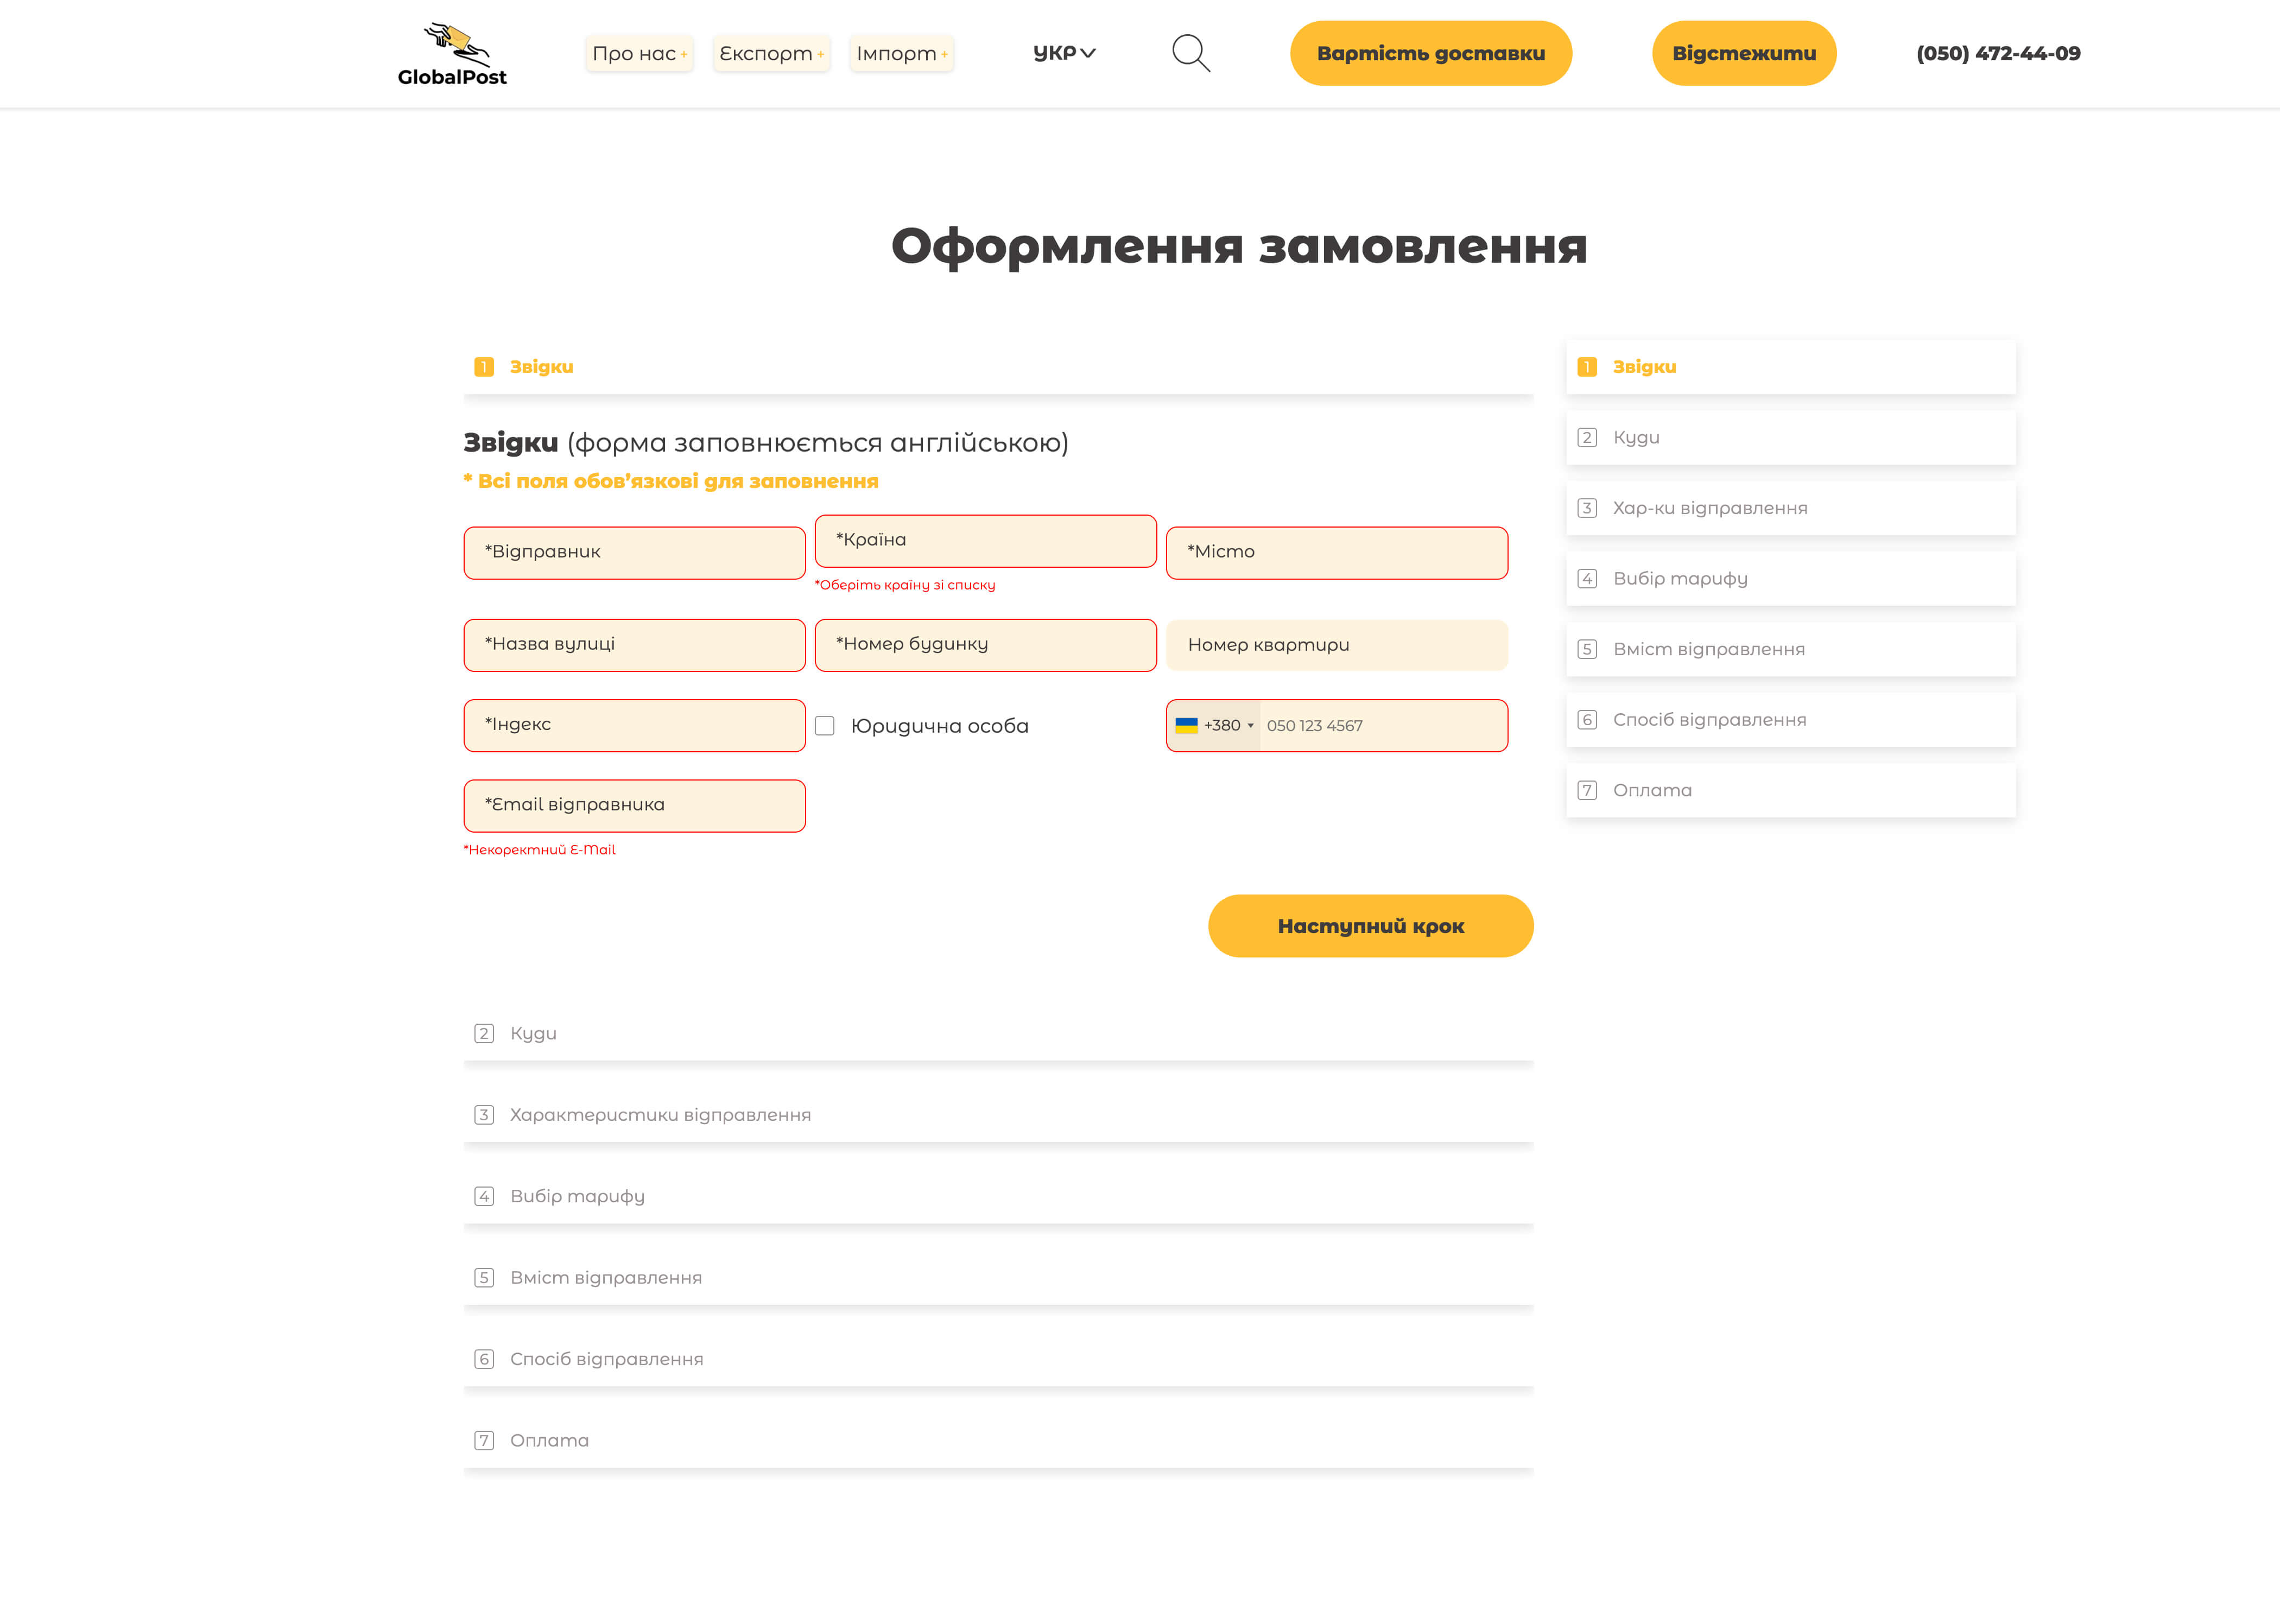 GlobalPost
Про нас +
Експорт +
Імпорт +
УКР
Вартість доставки
Відстежити
(050) 472-44-09
Оформлення замовлення
1 Звідки
Звідки (форма заповнюється англійською)
* Всі поля обов’язкові для заповнення
*Відправник
*Країна
*Місто
*Оберіть країну зі списку
*Назва вулиці
*Номер будинку
Номер квартири
*Індекс
Юридична особа
+380 050 123 4567
*Email відправника
*Некоректний E-Mail
Наступний крок
2 Куди
3 Характеристики відправлення
4 Вибір тарифу
5 Вміст відправлення
6 Спосіб відправлення
7 Оплата
1 Звідки
2 Куди
3 Хар-ки відправлення
4 Вибір тарифу
5 Вміст відправлення
6 Спосіб відправлення
7 Оплата